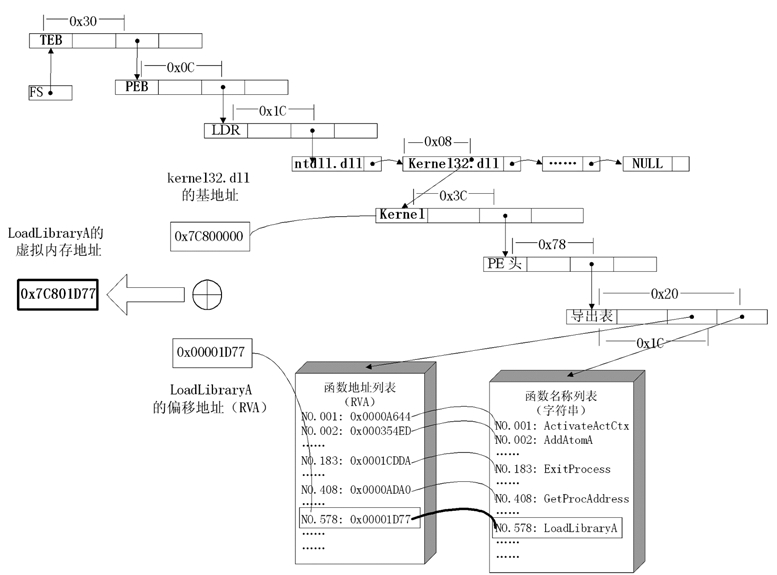 0x30
TEB
0x0C
FS
PEB
0x1C
LDR
0x08
ntdll.dll
Kernel32.dll
……
NULL
kernel32.dll
的基地址
0x3C
Kernel
LoadLibraryA的
虚拟内存地址
0x7C800000
0x78
PE头
0x7C801D77
0x20
导出表
0x1C
0x00001D77
LoadLibraryA
的偏移地址（RVA）
函数地址列表
（RVA）
NO.001: 0x0000A644
NO.002: 0x000354ED
……
NO.183: 0x0001CDDA
……
NO.408: 0x0000ADA0
……
NO.578: 0x00001D77
……
……
函数名称列表
（字符串）
NO.001: ActivateActCtx
NO.002: AddAtomA
……
NO.183: ExitProcess
……
NO.408: GetProcAddress
……
NO.578: LoadLibraryA
……
……